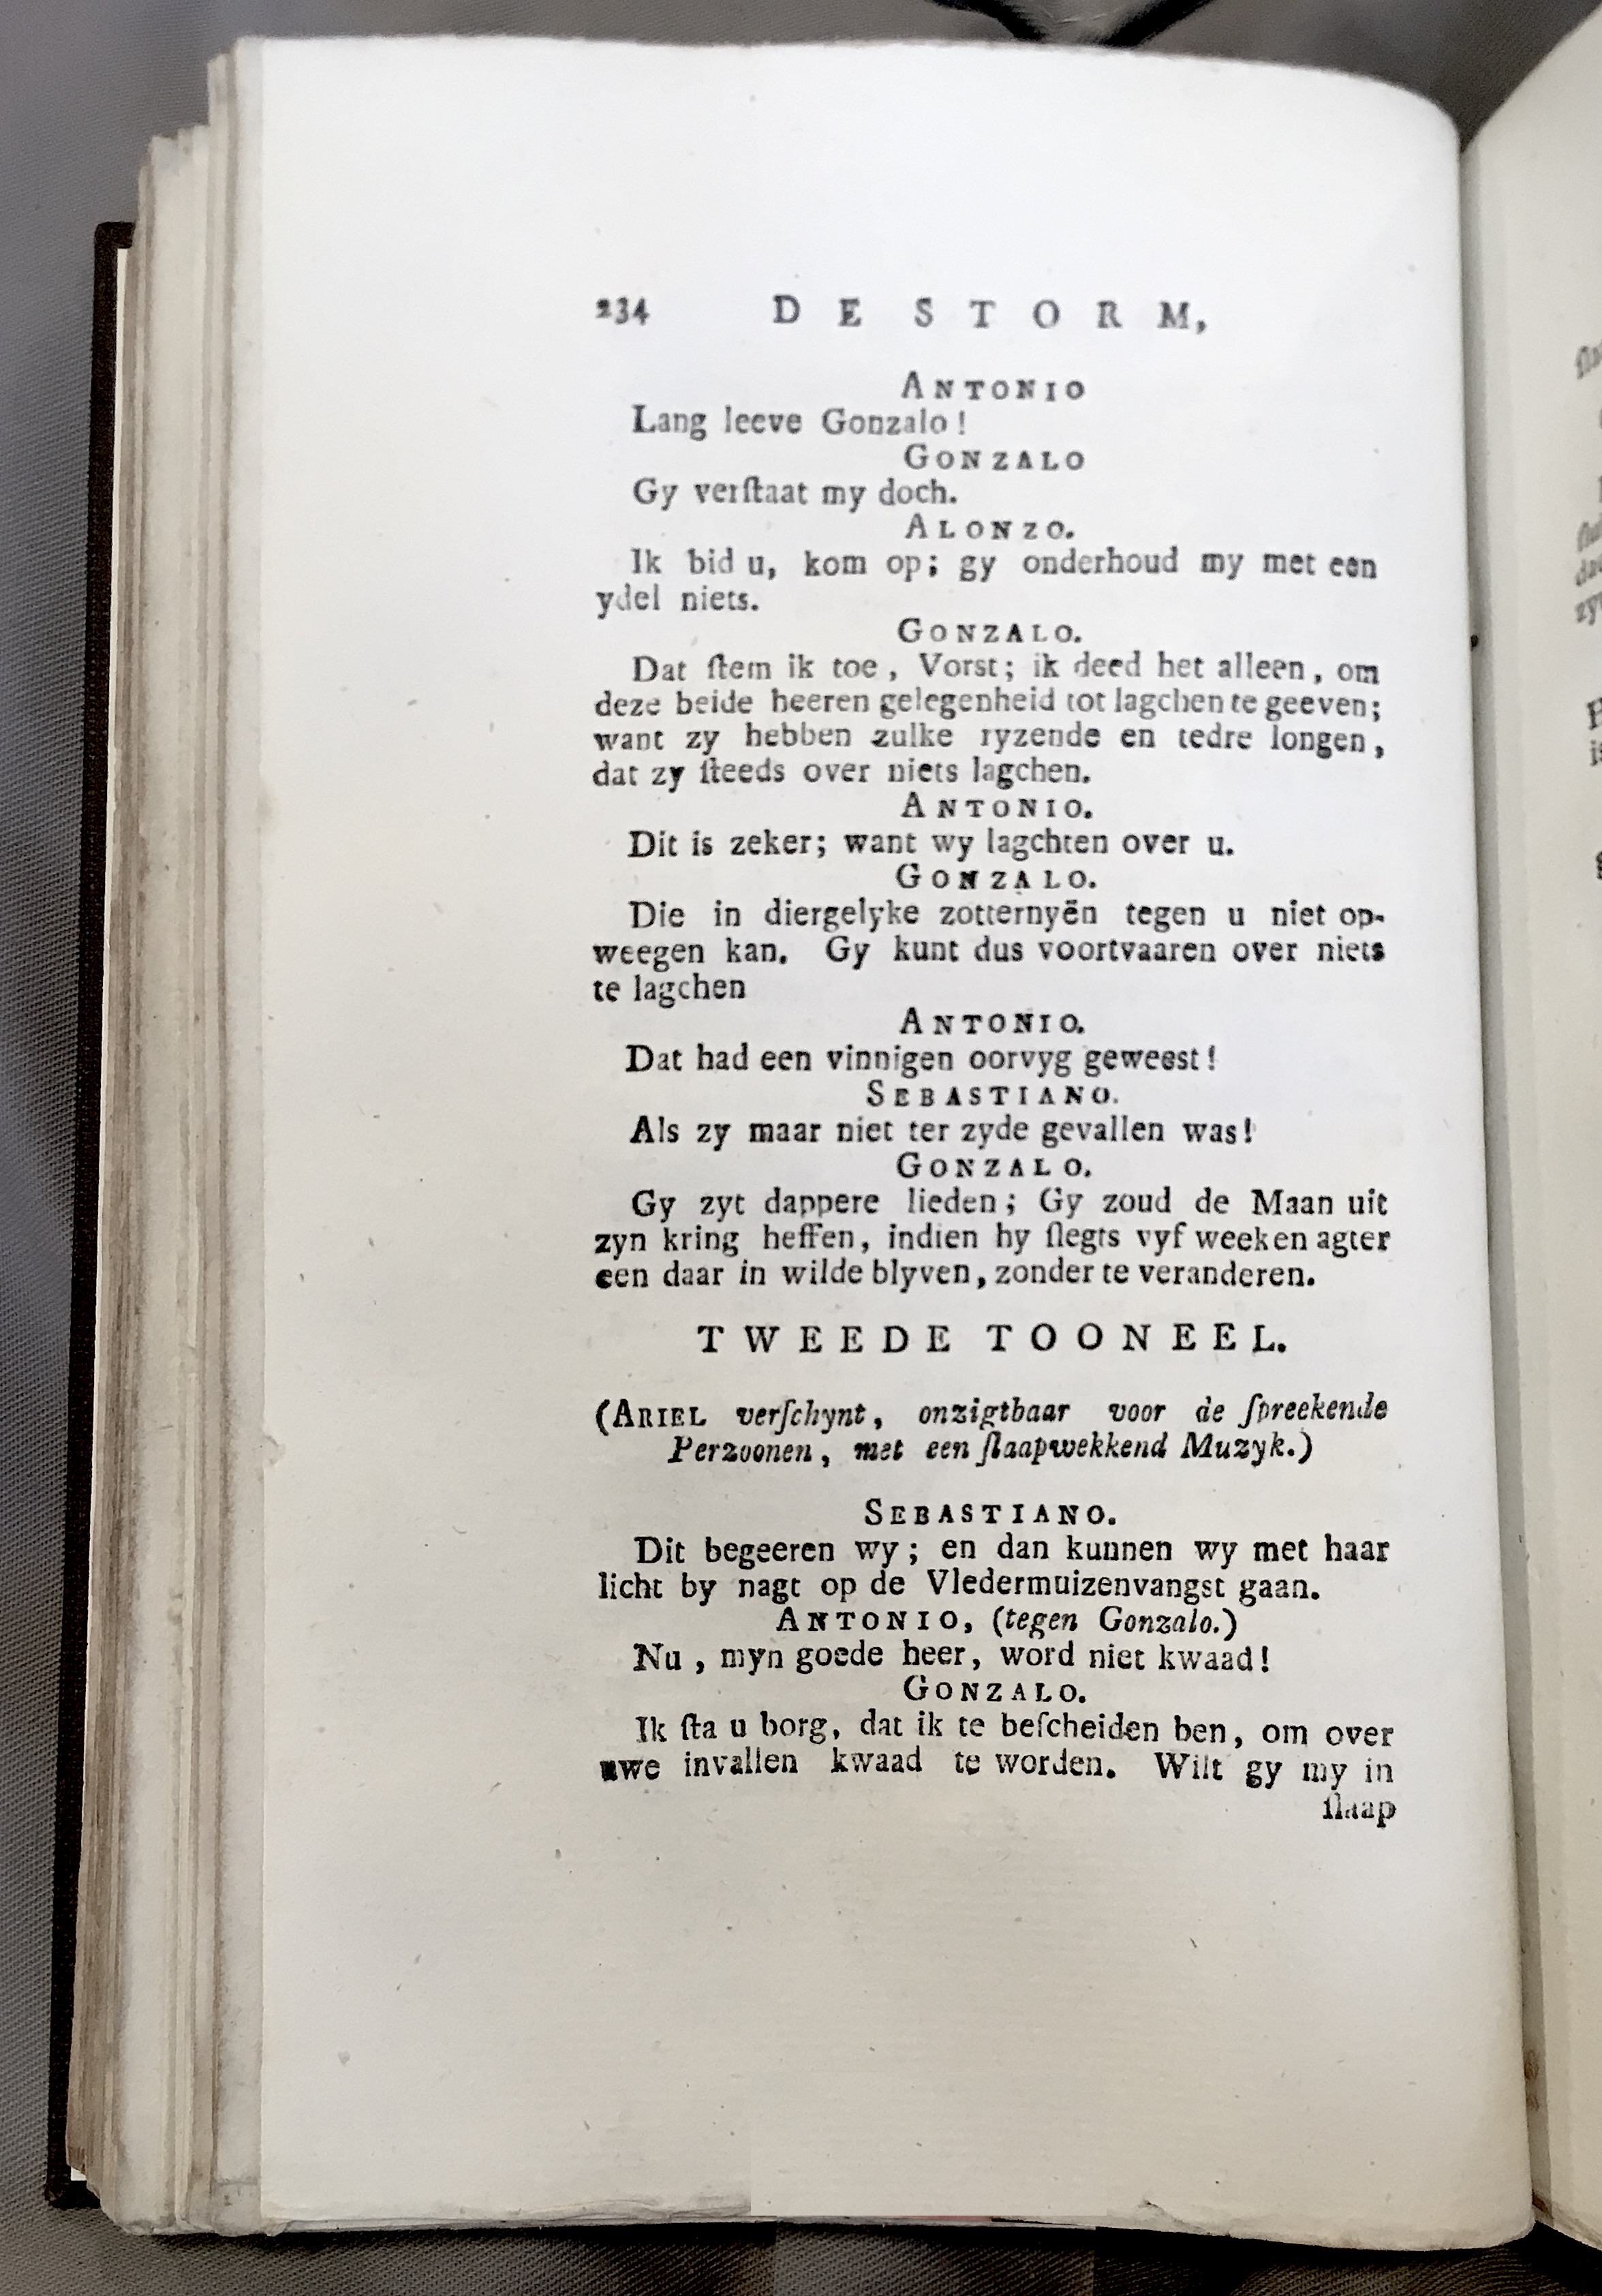 234 DE STORM,
ANTONIO
Lang leeve Gonzalo!
GONZALO
Gy verſtaat my doch.
ALONZO.
Ik bid u, kom op; gy onderhoud my met een
ydel niets.
GONZALO.
Dat ſtem ik toe, Vorst; ik deed het alleen, om
deze beide heeren gelegenheid tot lagchen te geeven;
want zy hebben zulke ryzende en tedre longen,
dat zy ſteeds over niets lagchen.
ANTONIO.
Dit is zeker; want wy lagchten over u.
GONZALO.
Die in diergelyke zotternyën tegen u niet op-
weegen kan. Gy kunt dus voortvaaren over niets
te lagchen
ANTONIO.
Dat had een vinnigen oorvyg geweest!
SEBASTIANO.
Als zy maar niet ter zyde gevallen was!
GONZALO.
Gy zyt dappere lieden; Gy zoud de Maan uit
zyn kring heffen, indien hy ſlegts vyf weeken agter
een daar in wilde blyven, zonder te veranderen.
TWEEDE TOONEEL.
(ARIEL verſchynt, onzigtbaar voor de ſpreekende
Perzoonen, met een ſlaapwekkend Muzyk.)
SEBASTIANO.
Dit begeeren wy; en dan kunnen wy met haar
licht by nagt op de Vledermuizenvangst gaan.
ANTONIO, (tegen Gonzalo.)
Nu, myn goede heer, word niet kwaad!
GONZALO.
Ik ſta u borg, dat ik te beſcheiden ben, om over
uwe invallen kwaad te worden. Wilt gy my in
ſlaap